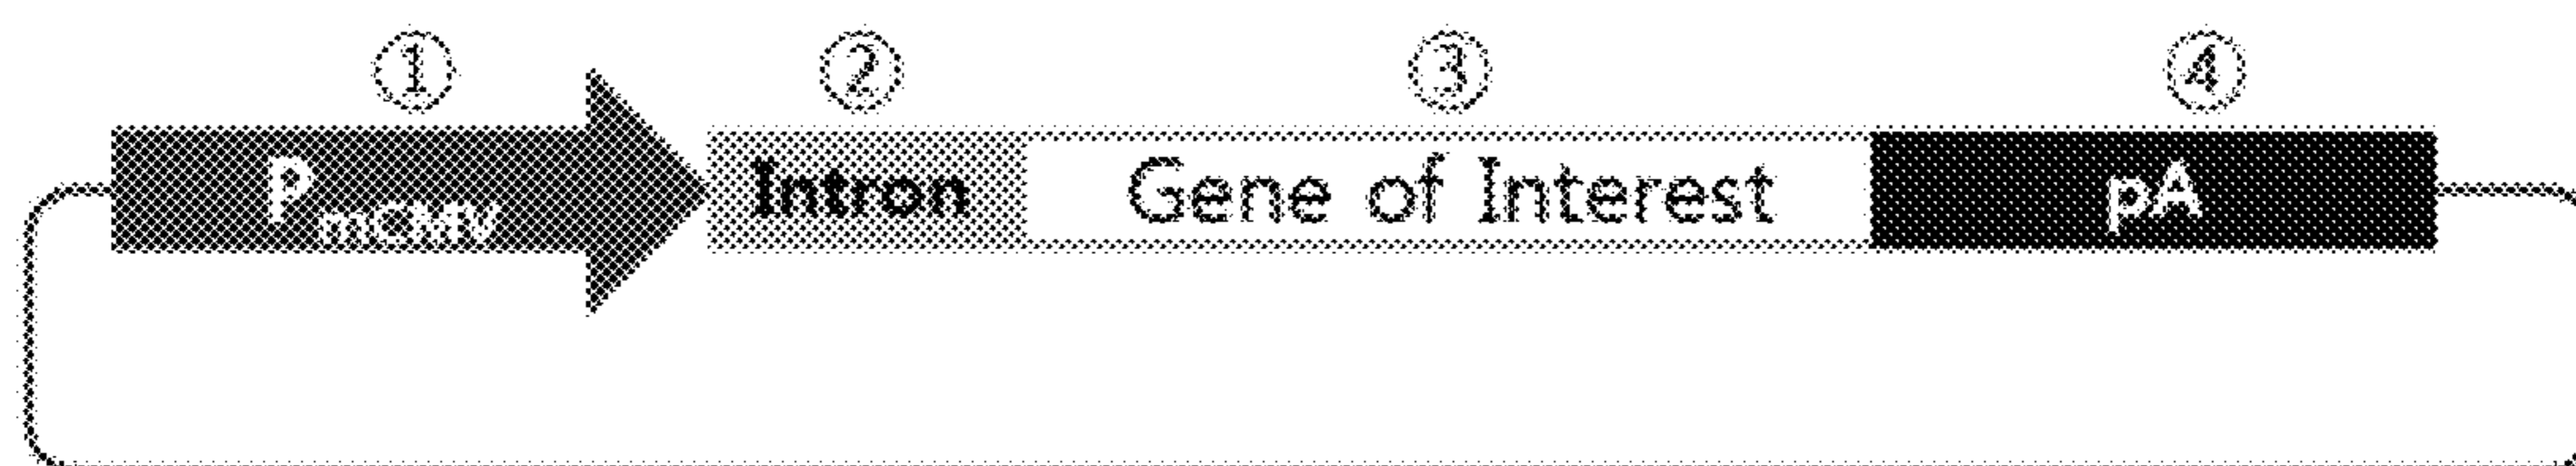 ① ② ③ ④
PmCMV Intron Gene of Interest pA